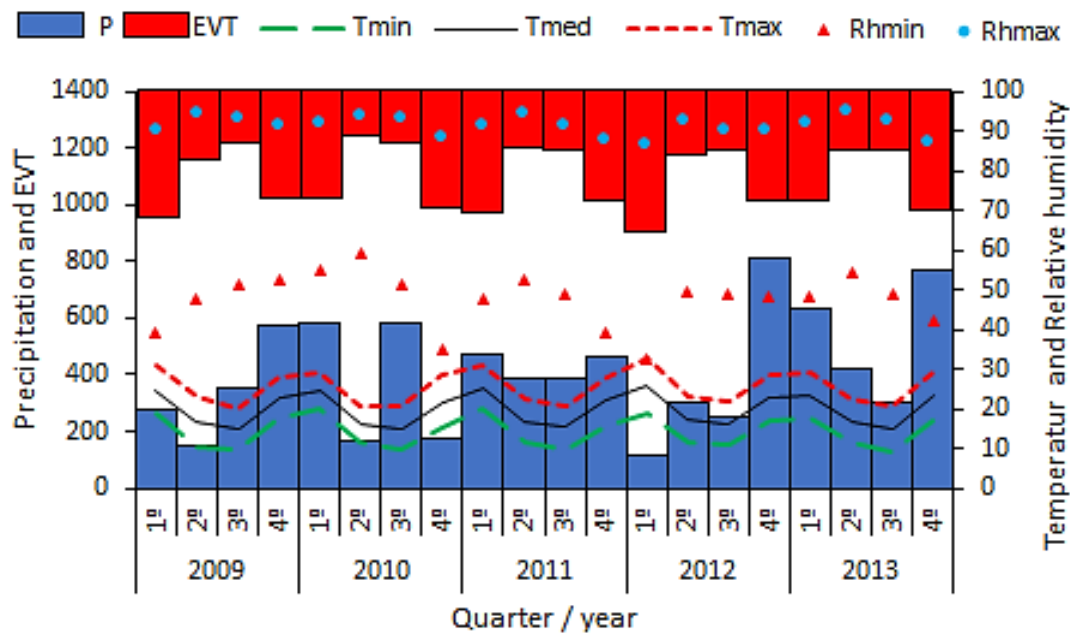 P EVT Tmin Tmed Tmax Rhmin Rhmax
1400 100
1200 90
1000 80
800 70
600 60
400 50
200 40
0 30
20
10
0
Precipitation and EVT
Temperatur and Relative humidity
1º 2º 3º 4º 1º 2º 3º 4º 1º 2º 3º 4º 1º 2º 3º 4º 1º 2º 3º 4º
2009 2010 2011 2012 2013
Quarter / year